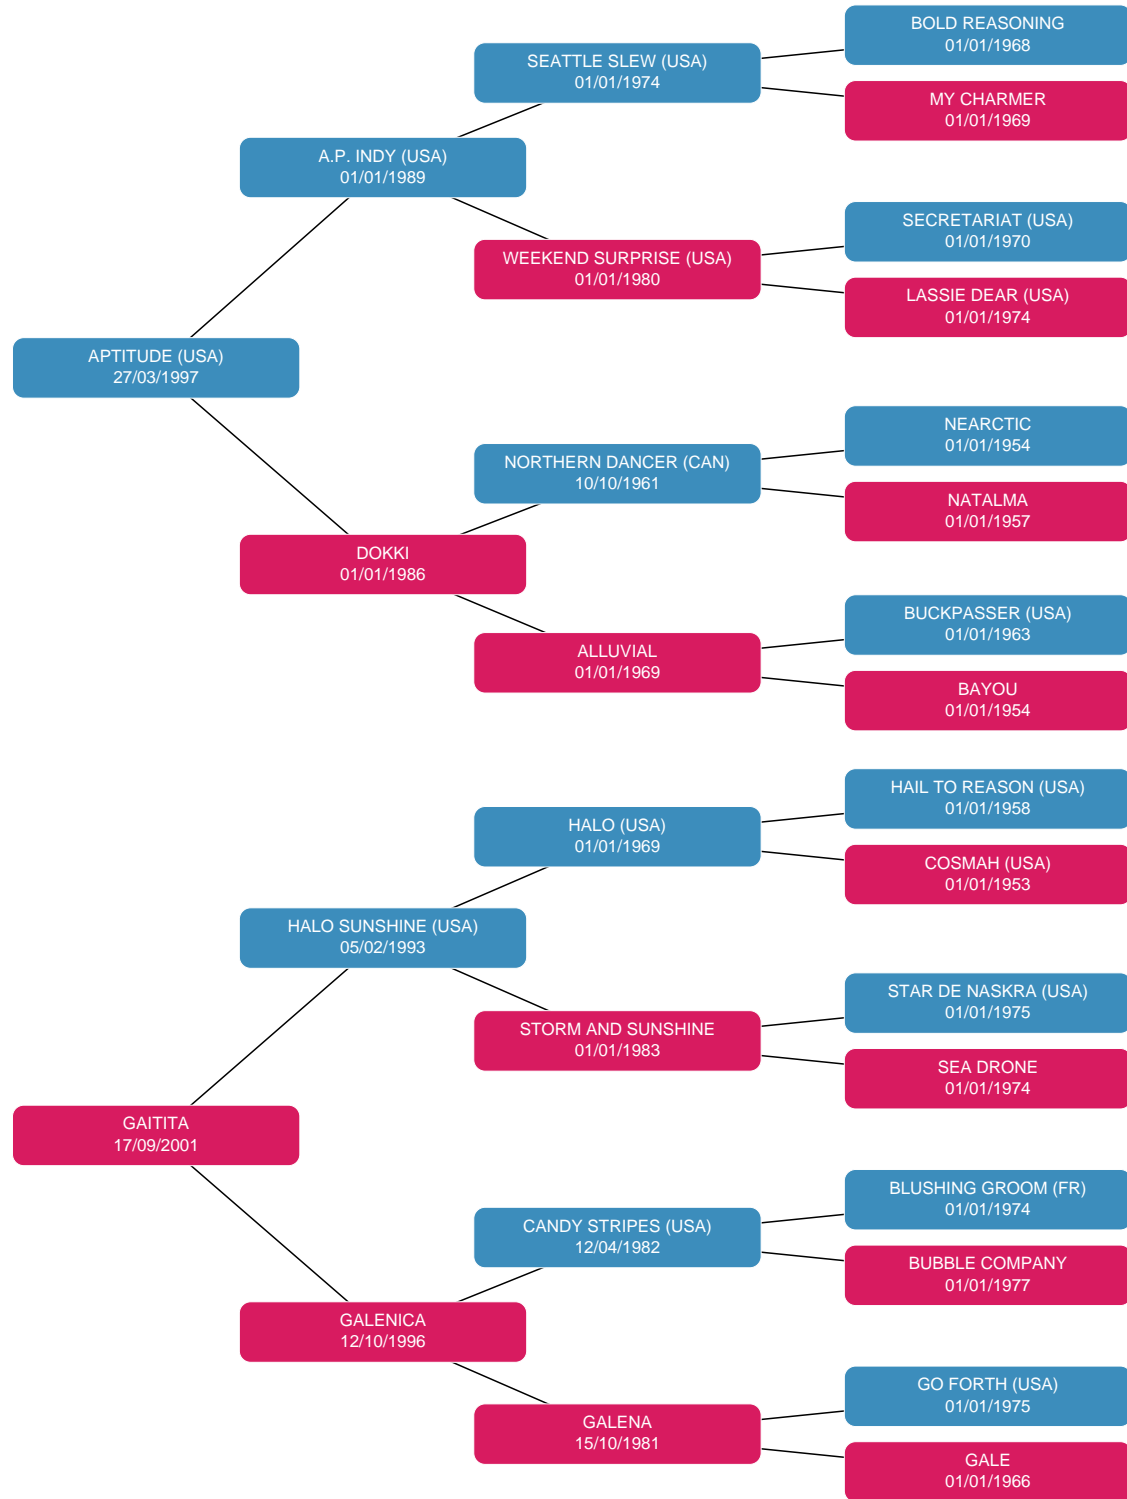 BOLD REASONING
01/01/1968
SEATTLE SLEW (USA)
01/01/1974
MY CHARMER
01/01/1969
A.P. INDY (USA)
01/01/1989
SECRETARIAT (USA)
01/01/1970
WEEKEND SURPRISE (USA)
01/01/1980
LASSIE DEAR (USA)
01/01/1974
APTITUDE (USA)
27/03/1997
NEARCTIC
01/01/1954
NORTHERN DANCER (CAN)
10/10/1961
NATALMA
01/01/1957
DOKKI
01/01/1986
BUCKPASSER (USA)
01/01/1963
ALLUVIAL
01/01/1969
BAYOU
01/01/1954
HAIL TO REASON (USA)
01/01/1958
HALO (USA)
01/01/1969
COSMAH (USA)
01/01/1953
HALO SUNSHINE (USA)
05/02/1993
STAR DE NASKRA (USA)
01/01/1975
STORM AND SUNSHINE
01/01/1983
SEA DRONE
01/01/1974
GAITITA
17/09/2001
BLUSHING GROOM (FR)
01/01/1974
CANDY STRIPES (USA)
12/04/1982
BUBBLE COMPANY
01/01/1977
GALENICA
12/10/1996
GO FORTH (USA)
01/01/1975
GALENA
15/10/1981
GALE
01/01/1966